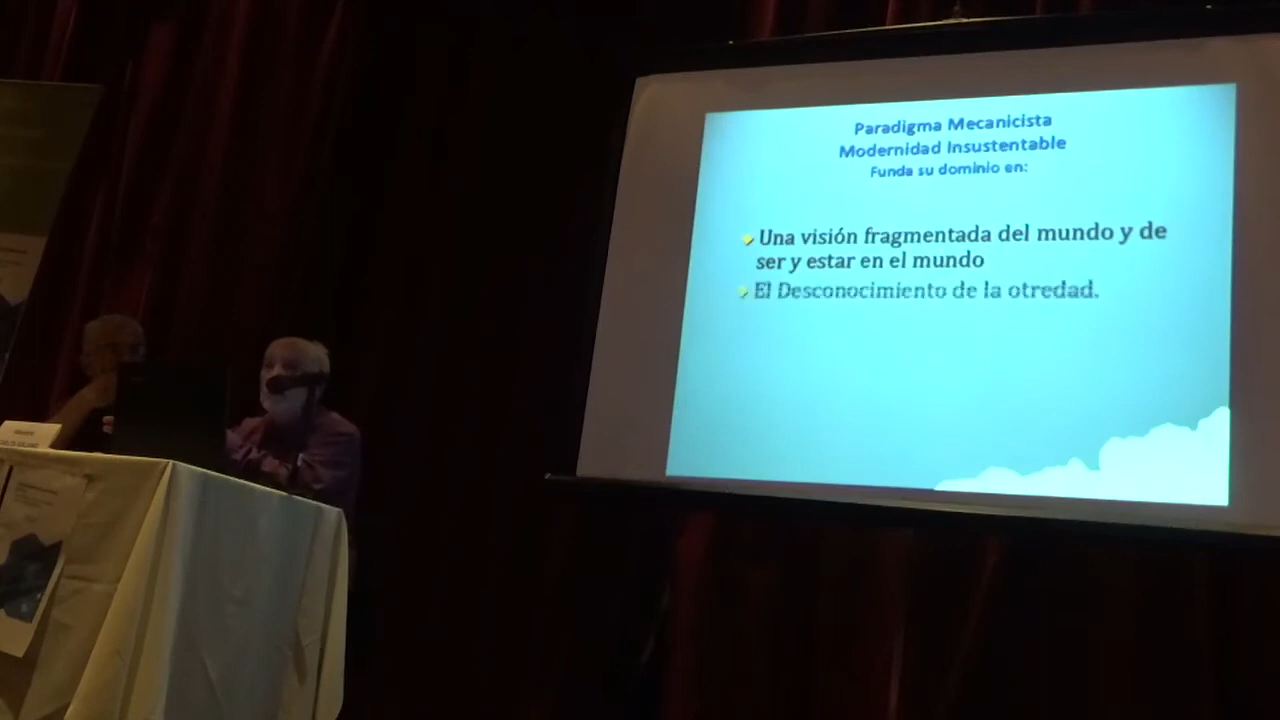 Paradigma Mecanicista
Modernidad Insustentable
Funda su dominio en:
Una visión fragmentada del mundo y de
ser y estar en el mundo
El Desconocimiento de la otredad.